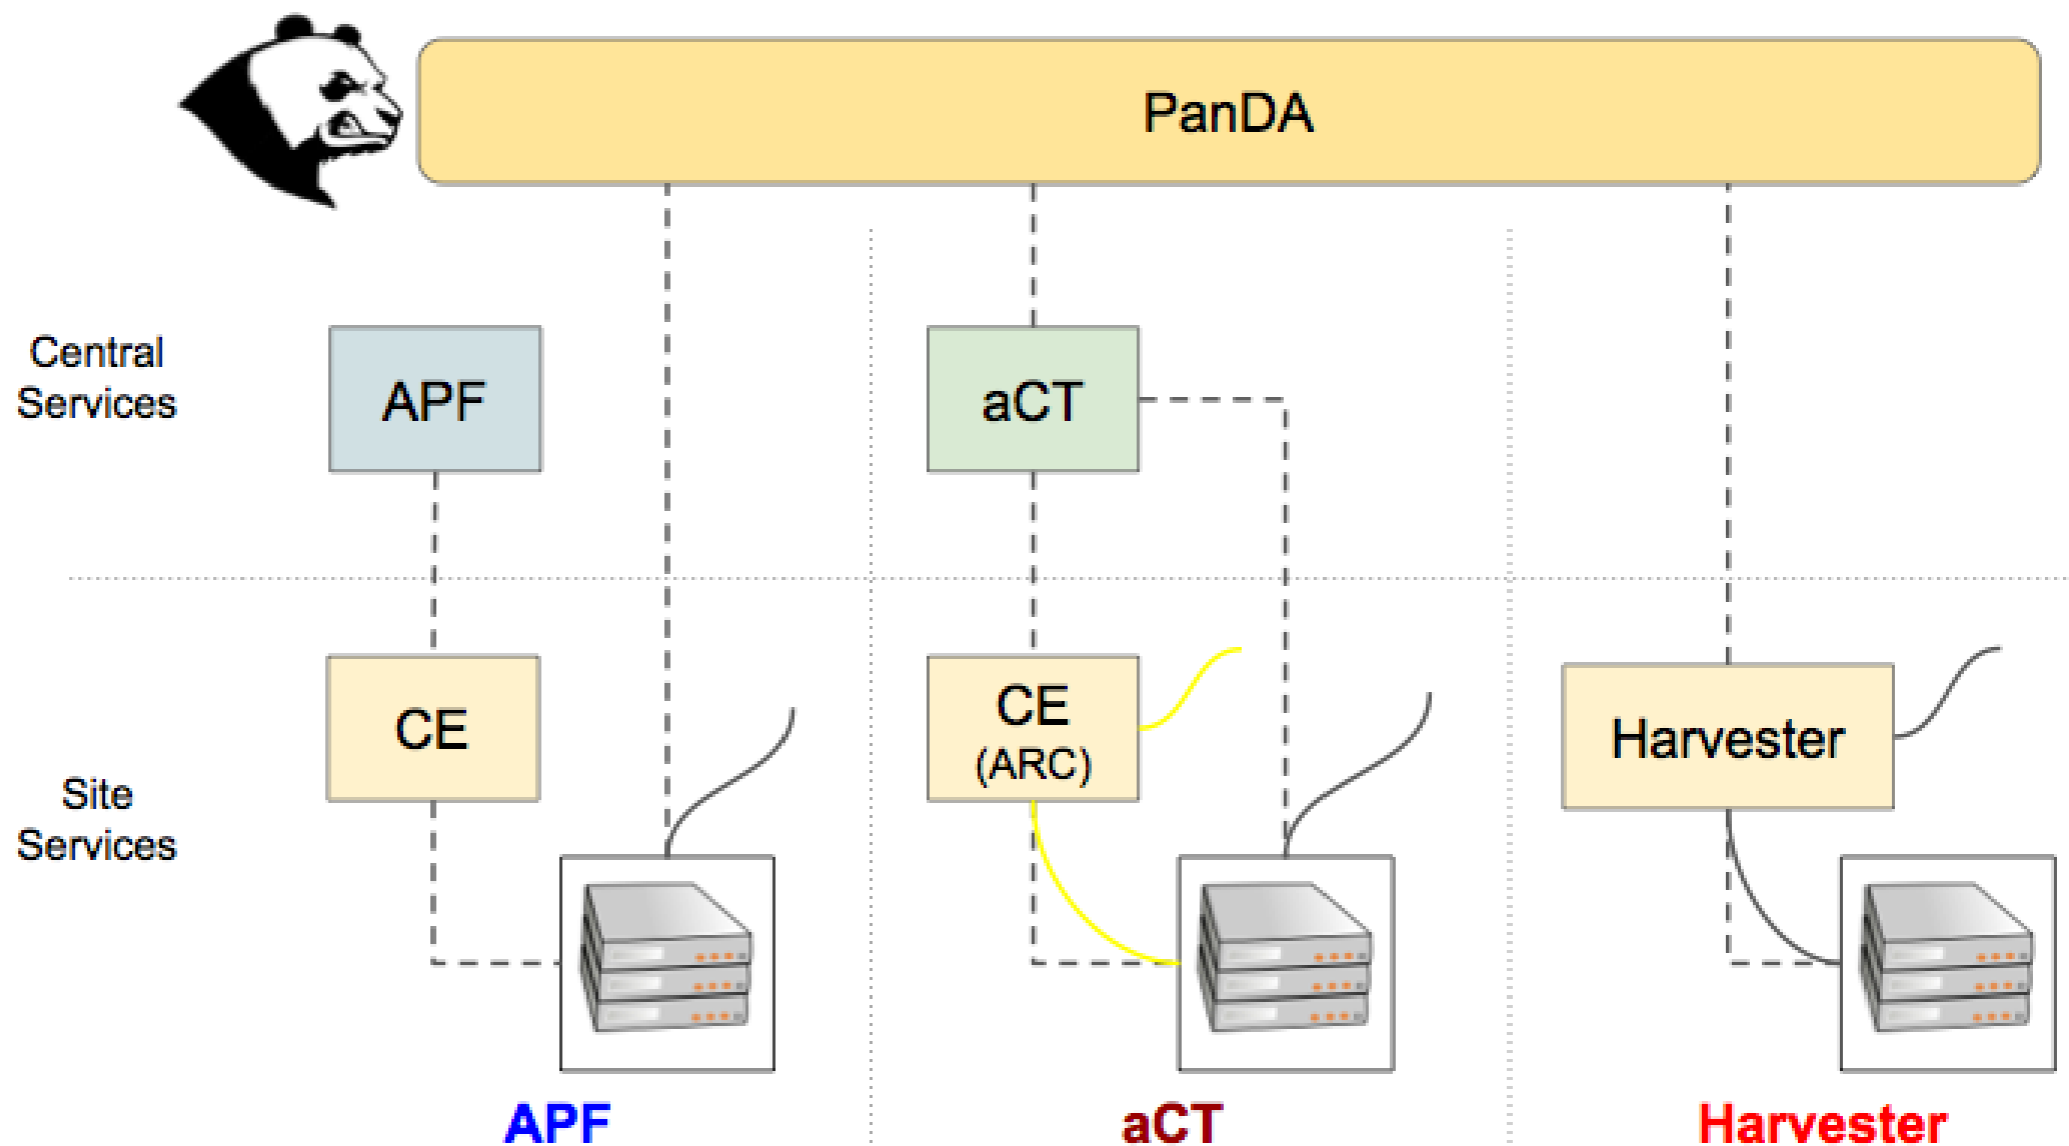 PanDA
Central
Services
APF
aCT
Site
Services
CE
CE
(ARC)
Harvester
APF
aCT
Harvester